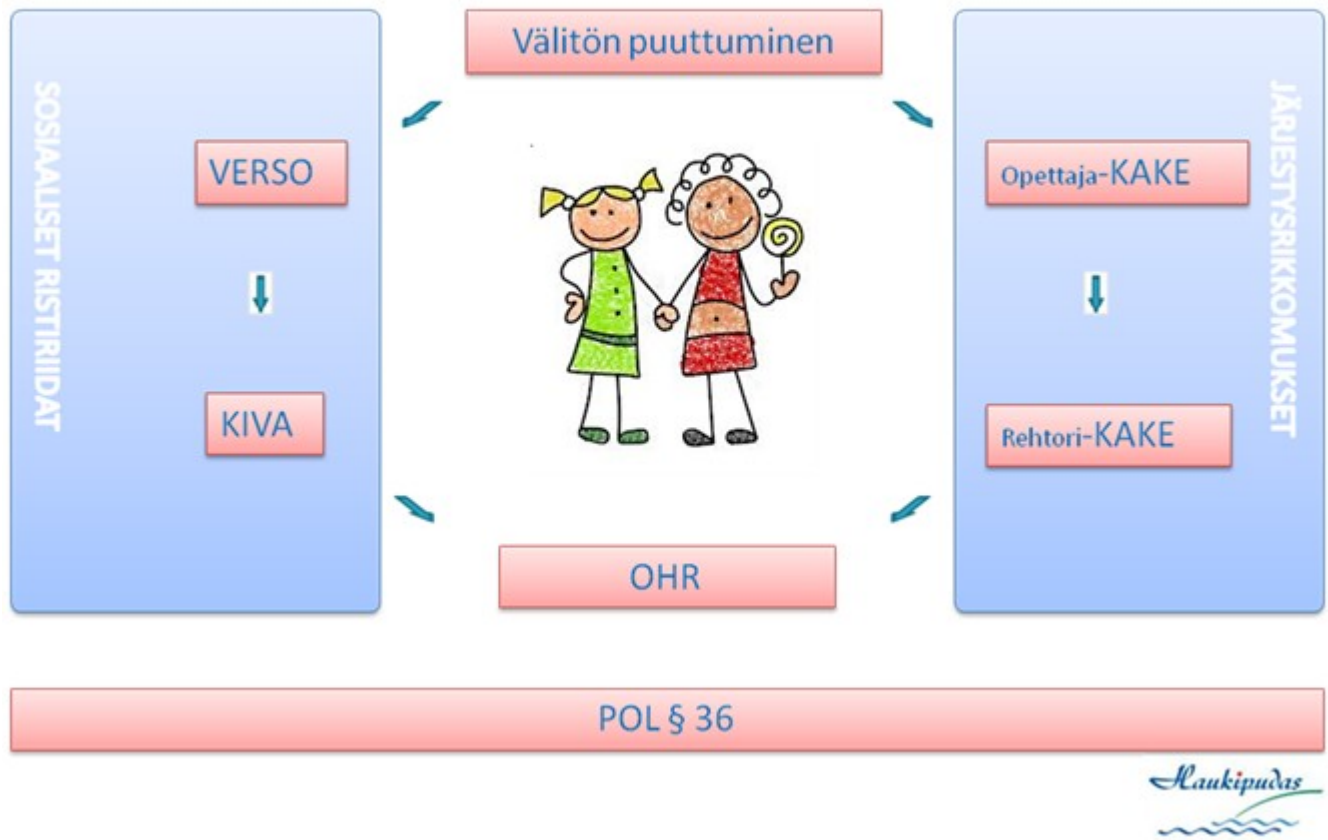 Välitön puuttuminen
SOSIAALISET RISTIRIIDAT
VERSO
KIVA
JÄRJESTYSRIKKOMUKSET
Opettaja-KAKE
Rehtori-KAKE
OHR
POL § 36
Haukipudas